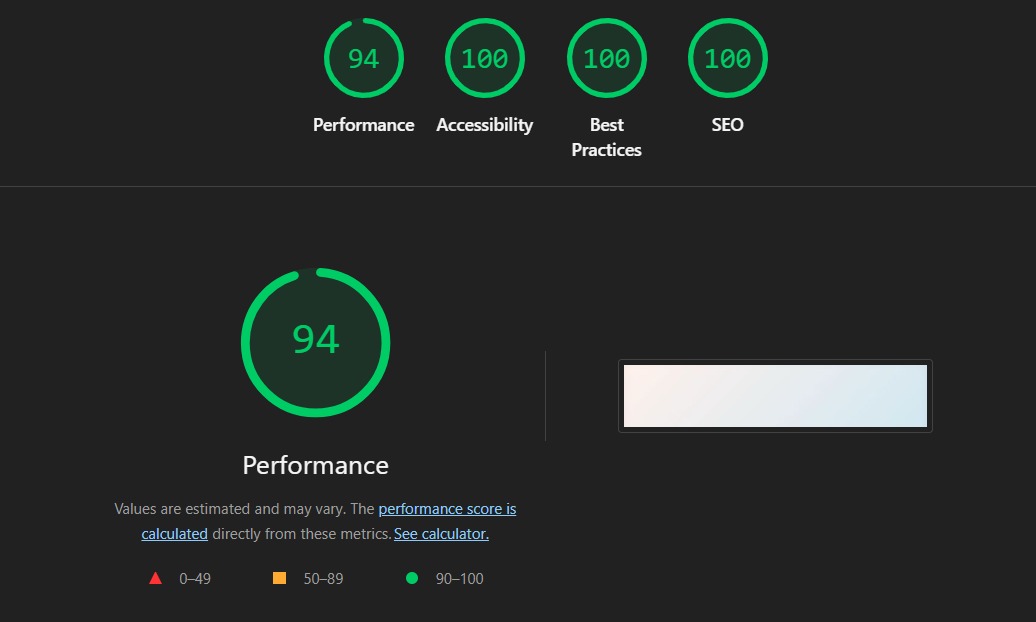 94 100 100 100
Performance Accessibility Best Practices SEO
94
Performance
Values are estimated and may vary. The performance score is
calculated directly from these metrics. See calculator.
0–49 50–89 90–100